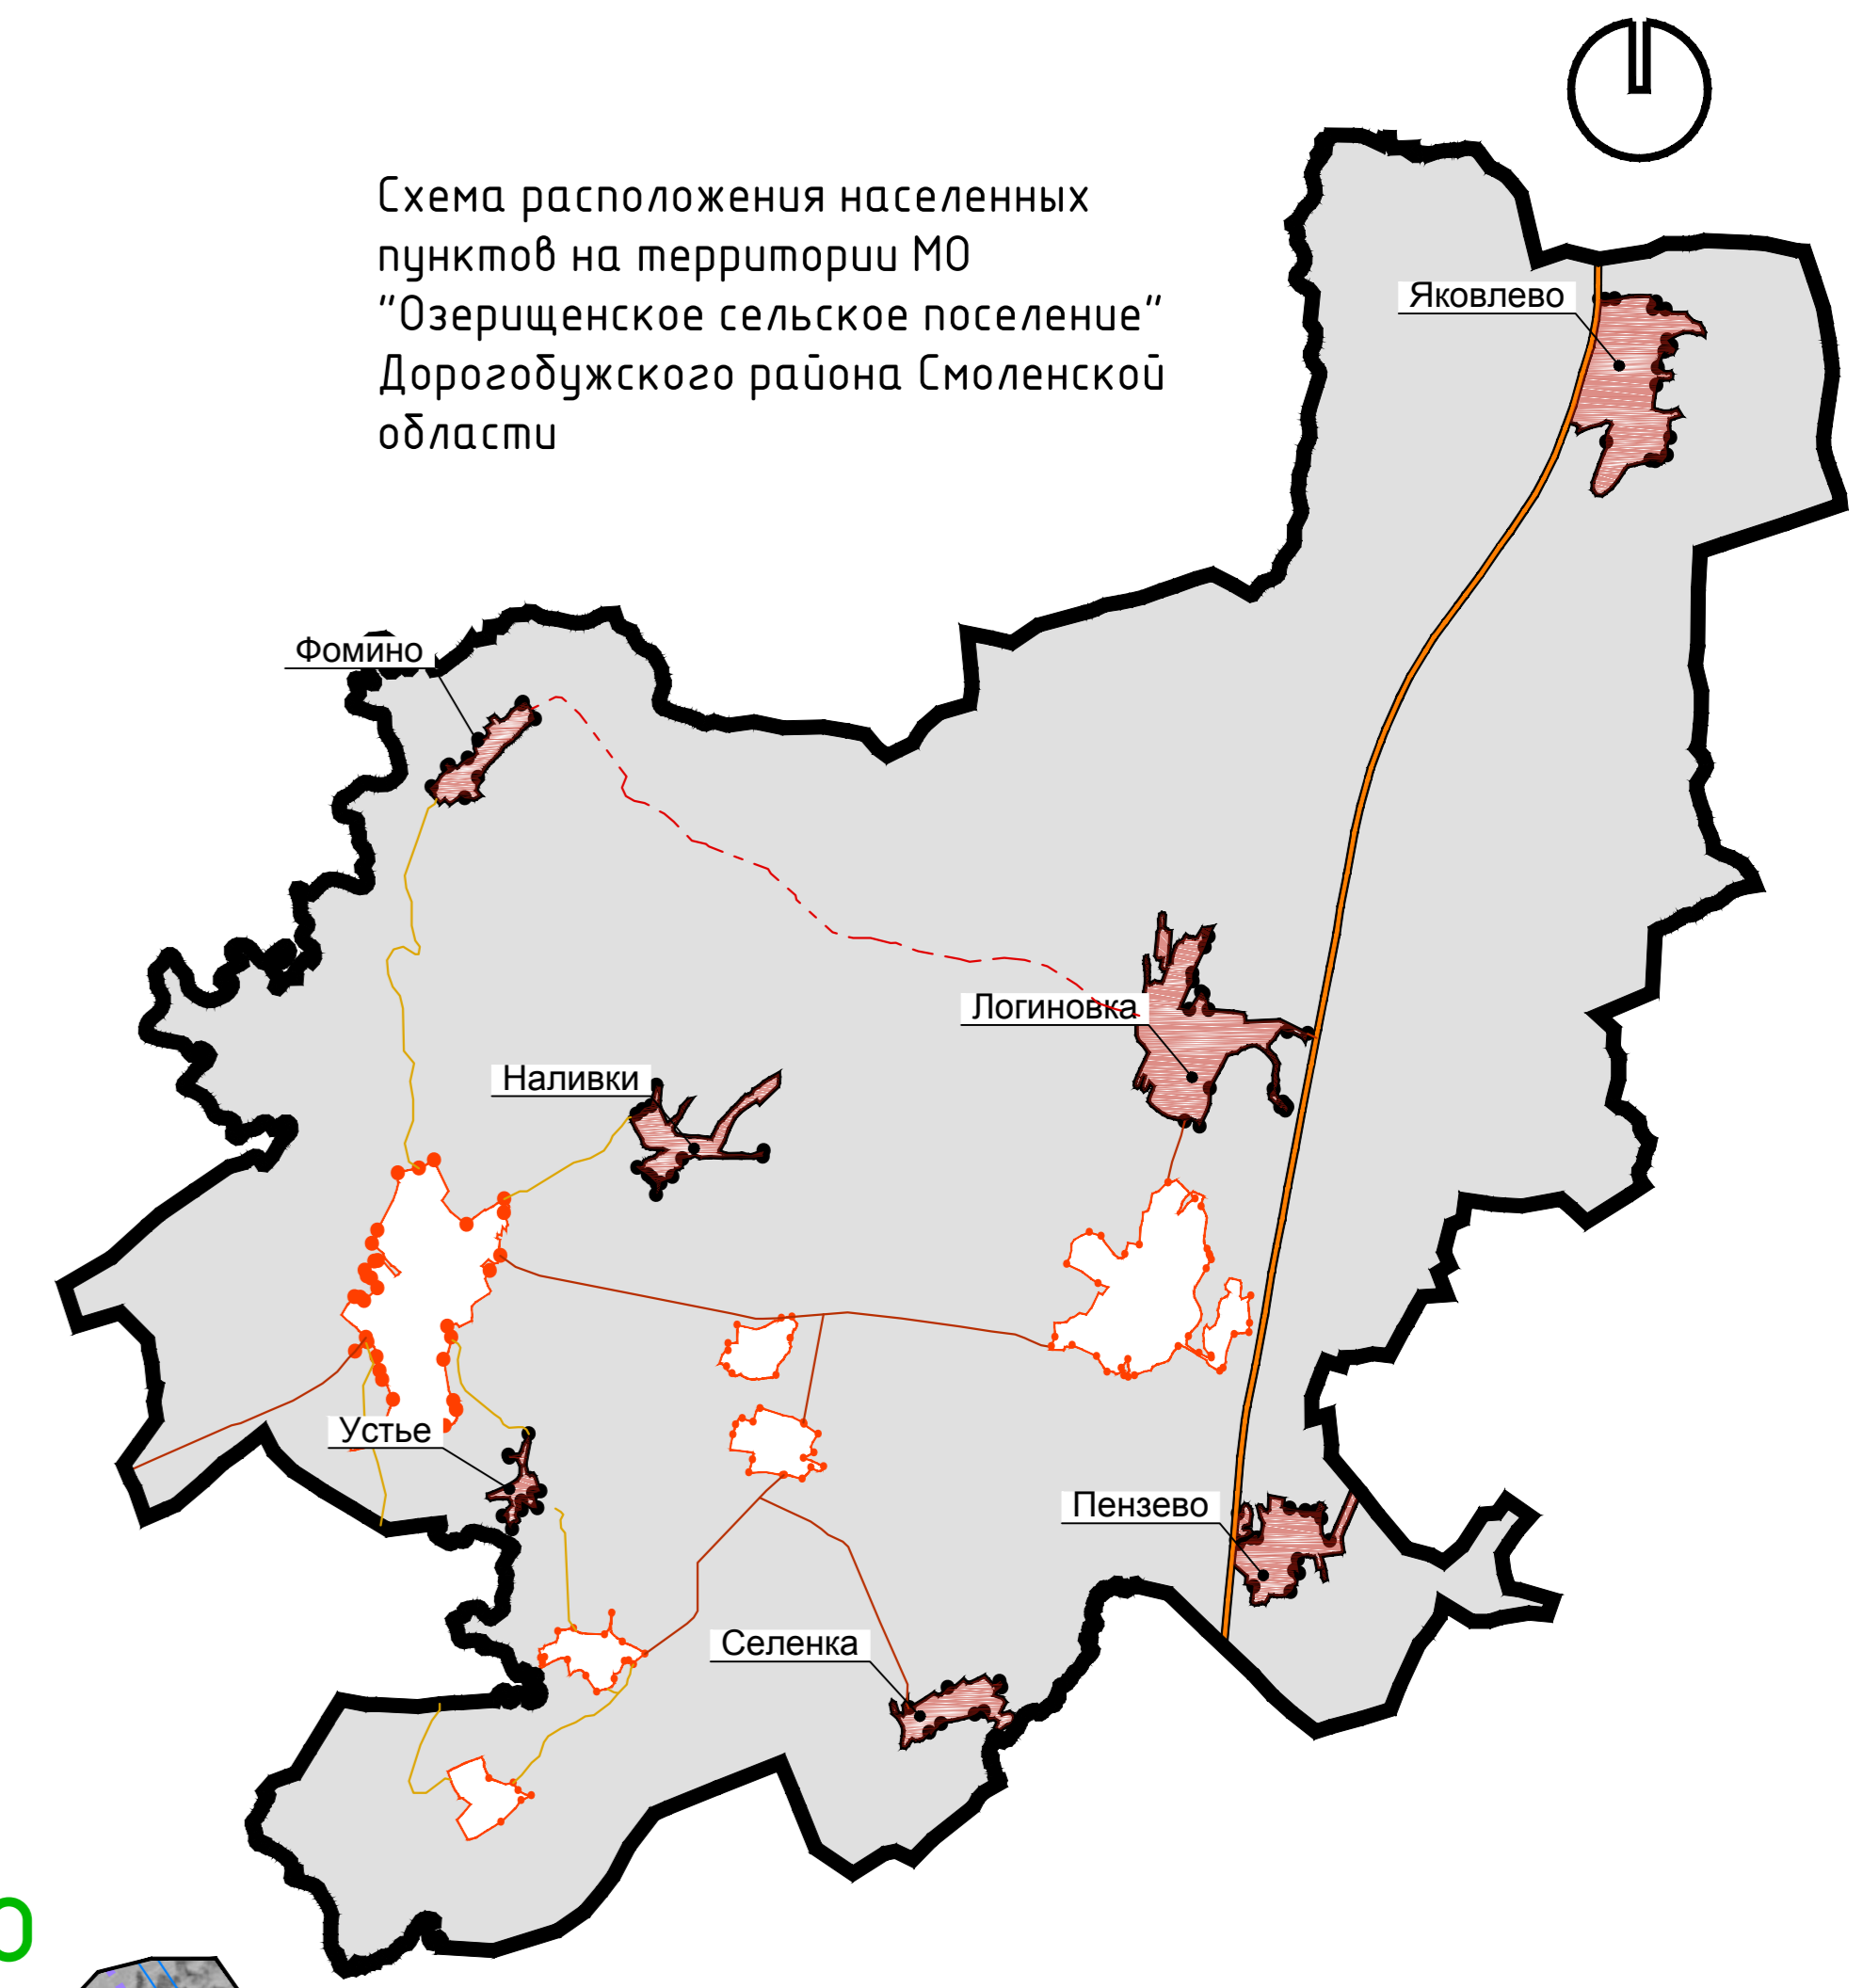 Схема расположения населенных
пунктов на территории МО
"Озерищенское сельское поселение"
Дорогобужского района Смоленской
области
Яковлево
Фомино
Логиновка
Наливки
Устье
Пензево
Селенка